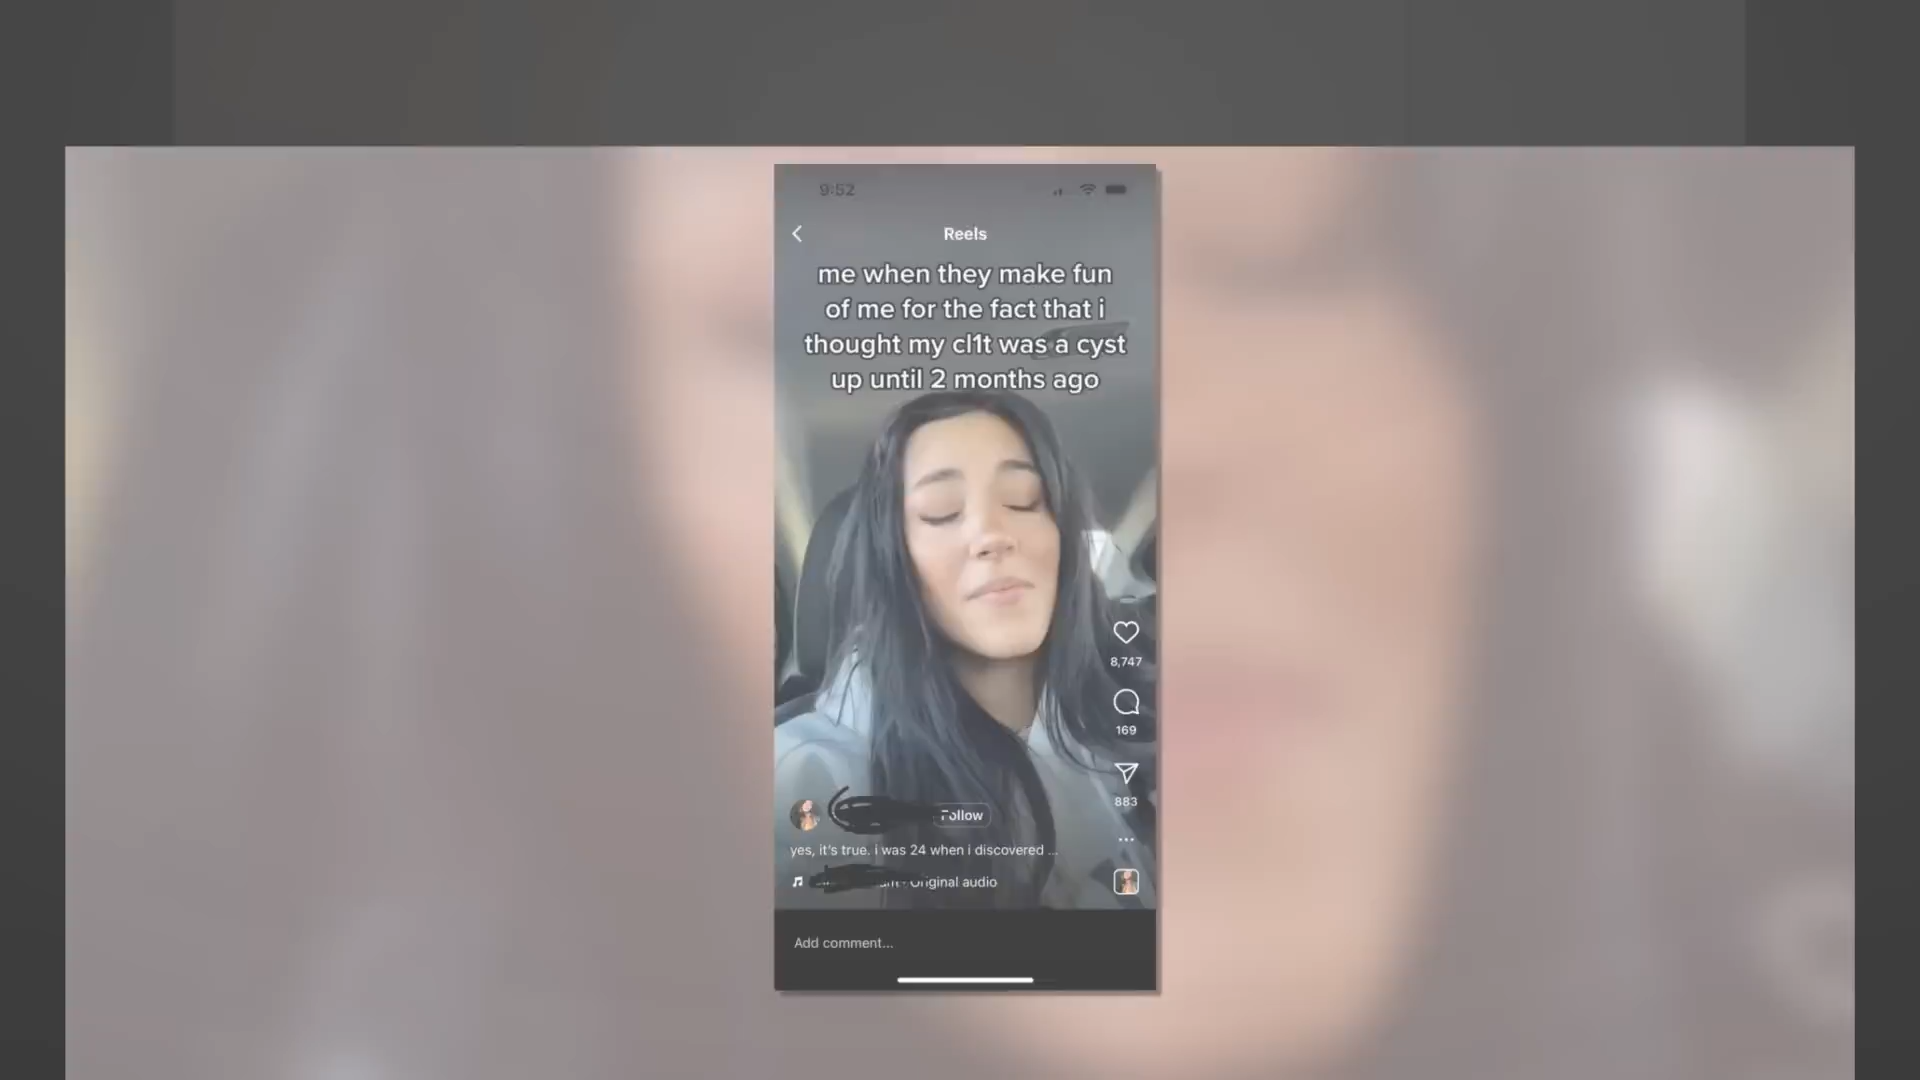 9:52
Reels
me when they make fun
of me for the fact that i
thought my cl1t was a cyst
up until 2 months ago
8,747
169
883
Follow
yes, it's true. i was 24 when i discovered ...
Original audio
Add comment...